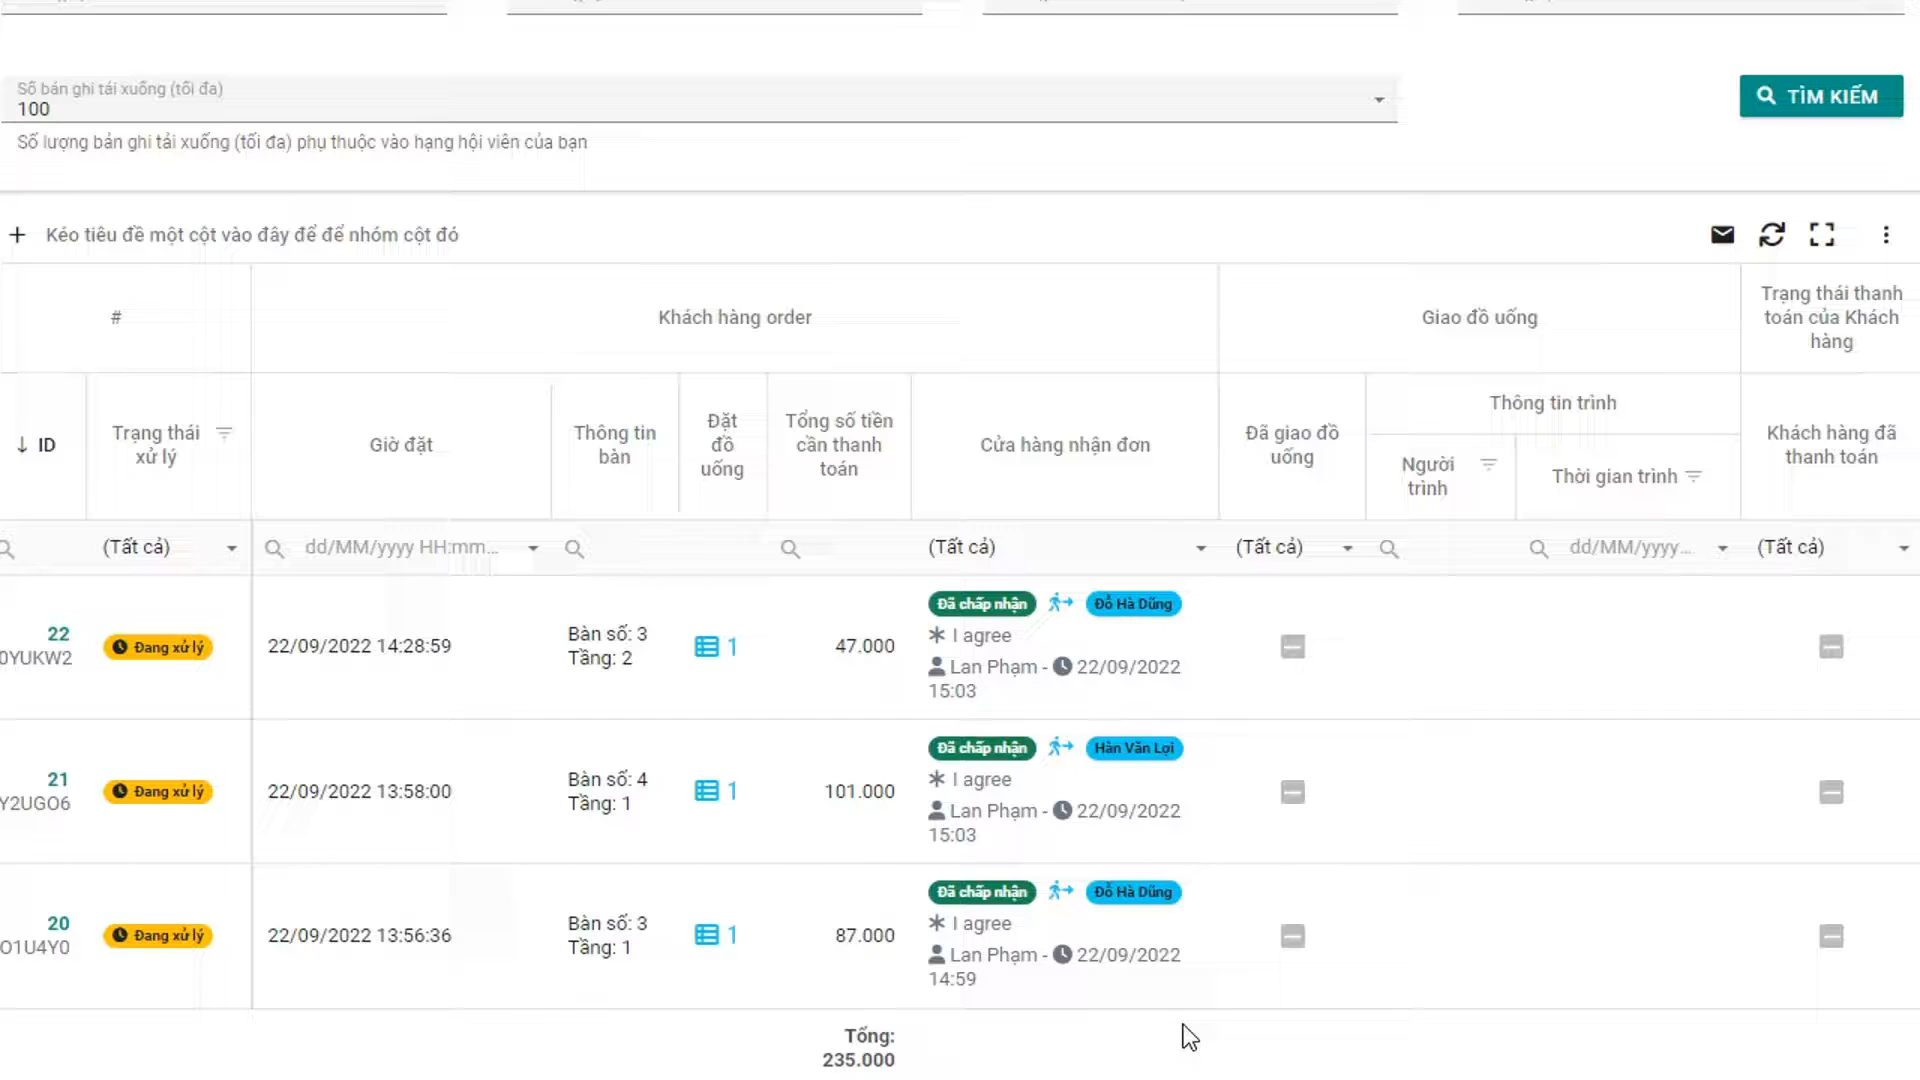 Số bản ghi tải xuống (tối đa)
100
TÌM KIẾM
Số lượng bản ghi tải xuống (tối đa) phụ thuộc vào hạng hội viên của bạn
Kéo tiêu đề một cột vào đây để để nhóm cột đó
#
Khách hàng order
Giao đồ uống
Trạng thái thanh
toán của Khách
hàng
ID
Trạng thái
xử lý
Giờ đặt
Thông tin
bàn
Đặt
đồ
uống
Tổng số tiền
cần thanh
toán
Cửa hàng nhận đơn
Đã giao đồ
uống
Thông tin trình
Người
trình
Thời gian trình
Khách hàng đã
thanh toán
(Tất cả)
dd/MM/yyyy HH:mm...
(Tất cả)
(Tất cả)
dd/MM/yyyy...
(Tất cả)
22
0YUKW2
Đang xử lý
22/09/2022 14:28:59
Bàn số: 3
Tầng: 2
1
47.000
Đã chấp nhận Đỗ Hà Dũng
I agree
Lan Phạm - 22/09/2022
15:03
21
Y2UGO6
Đang xử lý
22/09/2022 13:58:00
Bàn số: 4
Tầng: 1
1
101.000
Đã chấp nhận Hàn Văn Lợi
I agree
Lan Phạm - 22/09/2022
15:03
20
O1U4Y0
Đang xử lý
22/09/2022 13:56:36
Bàn số: 3
Tầng: 1
1
87.000
Đã chấp nhận Đỗ Hà Dũng
I agree
Lan Phạm - 22/09/2022
14:59
Tổng:
235.000